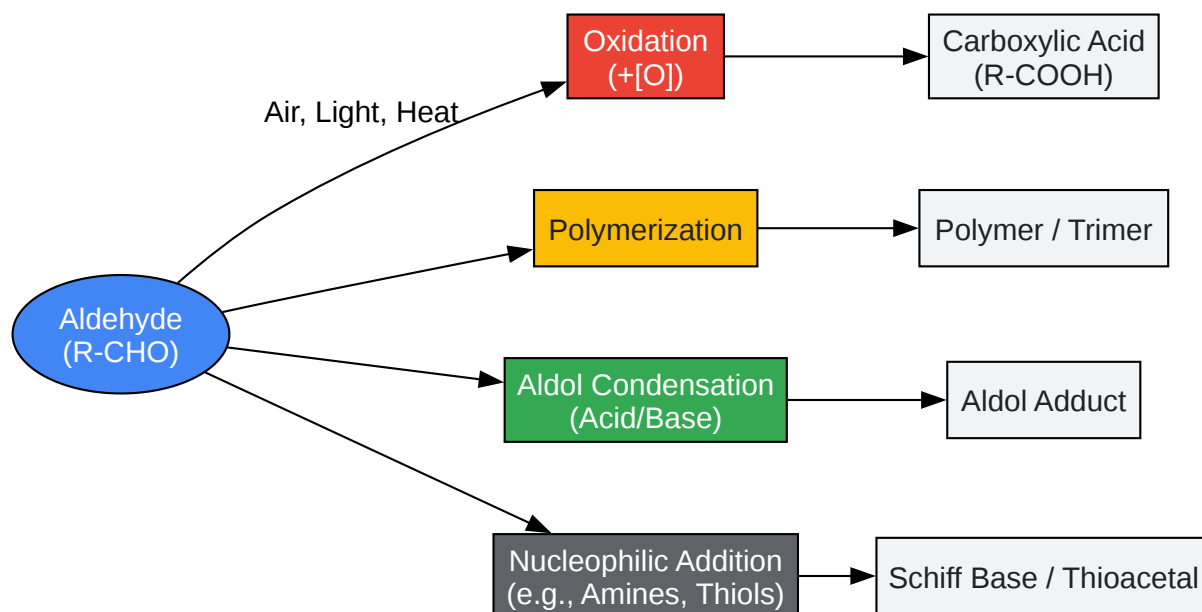 Oxidation
(+[O])
Carboxylic Acid
(R-COOH)
Air, Light, Heat
Polymerization
Polymer / Trimer
Aldehyde
(R-CHO)
Aldol Condensation
(Acid/Base)
Aldol Adduct
Nucleophilic Addition
(e.g., Amines, Thiols)
Schiff Base / Thioacetal